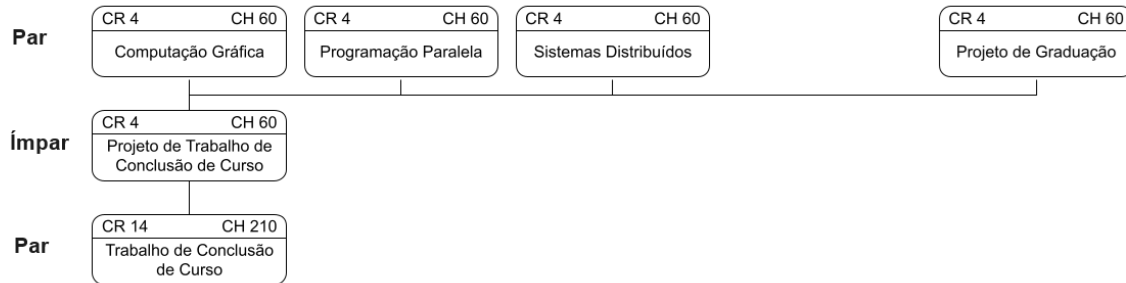 CR 4 CH 60 CR 4 CH 60 CR 4 CH 60 CR 4 CH 60
Par
Computação Gráfica Programação Paralela Sistemas Distribuídos Projeto de Graduação
CR 4 CH 60
Ímpar
Projeto de Trabalho de
Conclusão de Curso
CR 14 CH 210
Par
Trabalho de Conclusão
de Curso